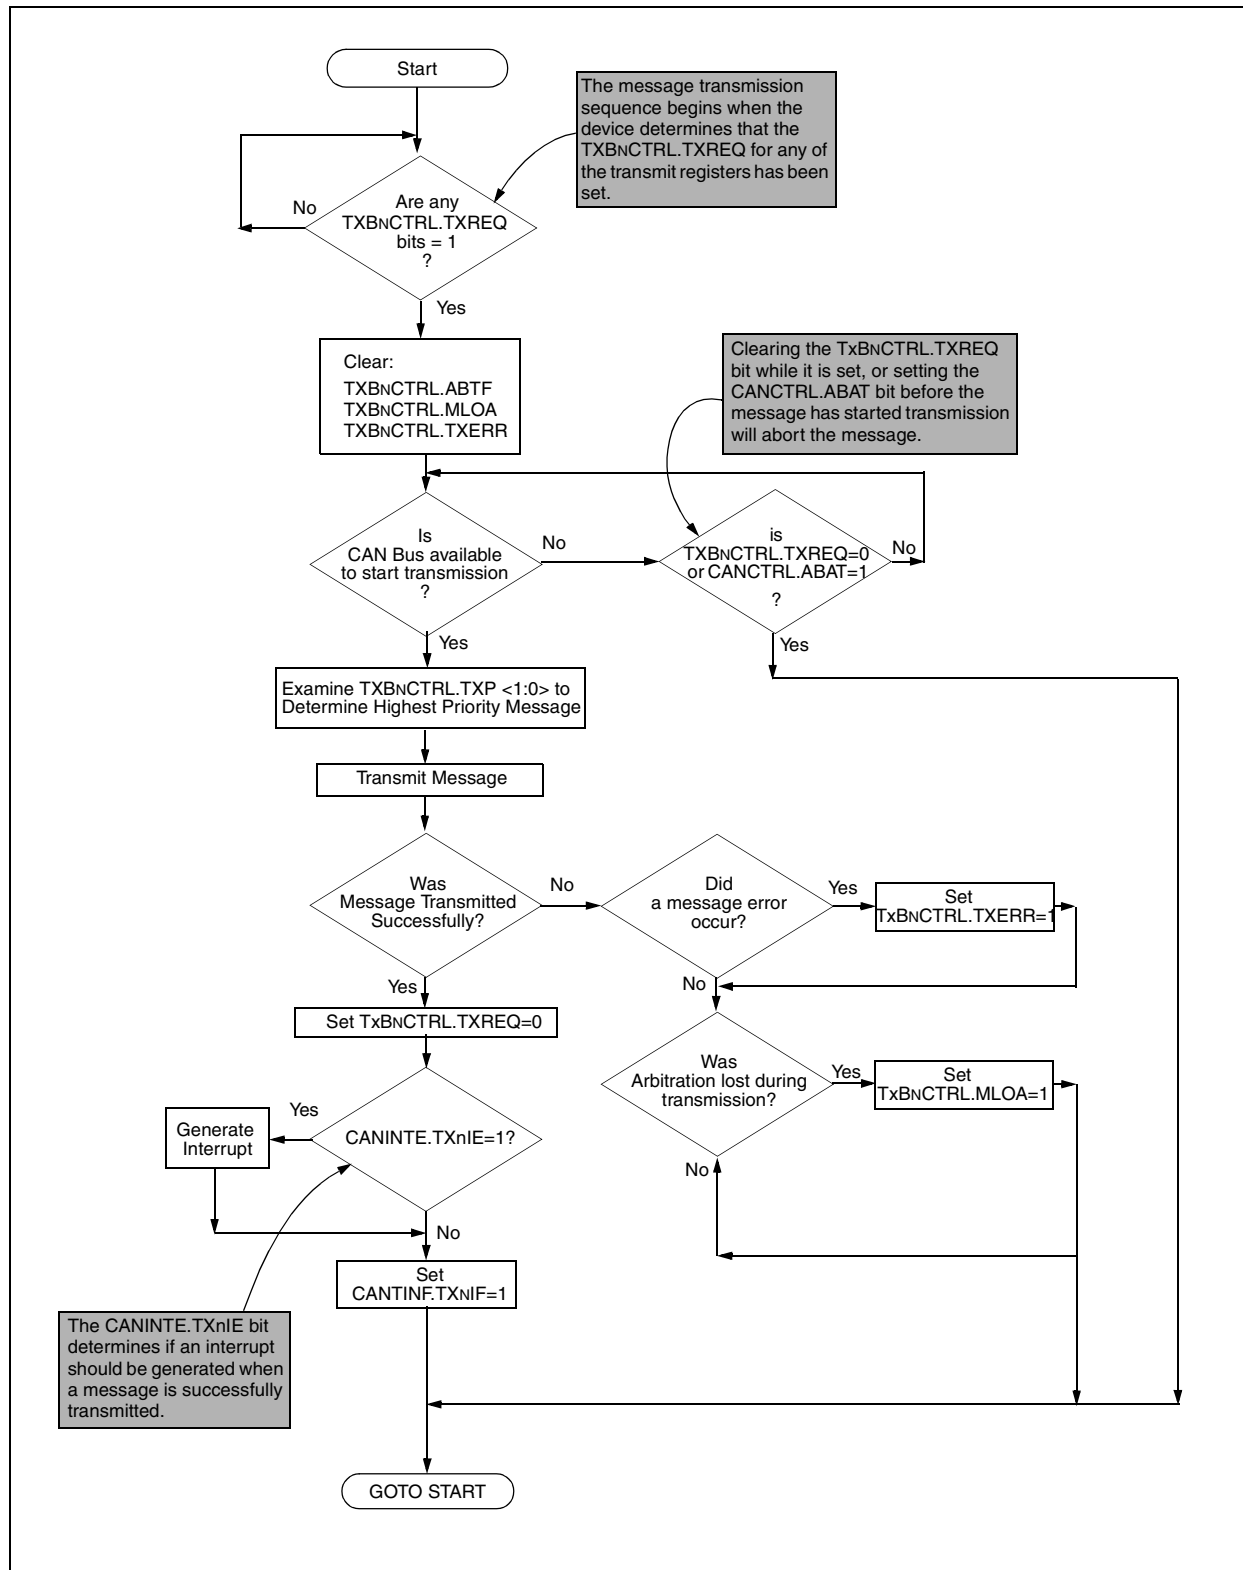 Start
The message transmission
sequence begins when the
device determines that the
TXBNCTRL.TXREQ for any of
the transmit registers has been
set.
Are any
No
TXBNCTRL.TXREQ
bits = 1
?
Yes
Clear:
TXBNCTRL.ABTF
TXBNCTRL.MLOA
TXBNCTRL.TXERR
Clearing the TxBNCTRL.TXREQ
bit while it is set, or setting the
CANCTRL.ABAT bit before the
message has started transmission
will abort the message.
Is
CAN Bus available
to start transmission
?
No
is
TXBNCTRL.TXREQ=0
or CANCTRL.ABAT=1
?
No
Yes
Yes
Examine TXBNCTRL.TXP <1:0> to
Determine Highest Priority Message
Transmit Message
Was
Message Transmitted
Successfully?
No
Did
a message error
occur?
Yes
Set
TxBNCTRL.TXERR=1
Yes
No
Set TxBNCTRL.TXREQ=0
Was
Arbitration lost during
transmission?
Yes
Set
TxBNCTRL.MLOA=1
No
Yes
Generate
Interrupt
CANINTE.TXnIE=1?
No
Set
CANTINF.TXNIF=1
The CANINTE.TXnIE bit
determines if an interrupt
should be generated when
a message is successfully
transmitted.
GOTO START